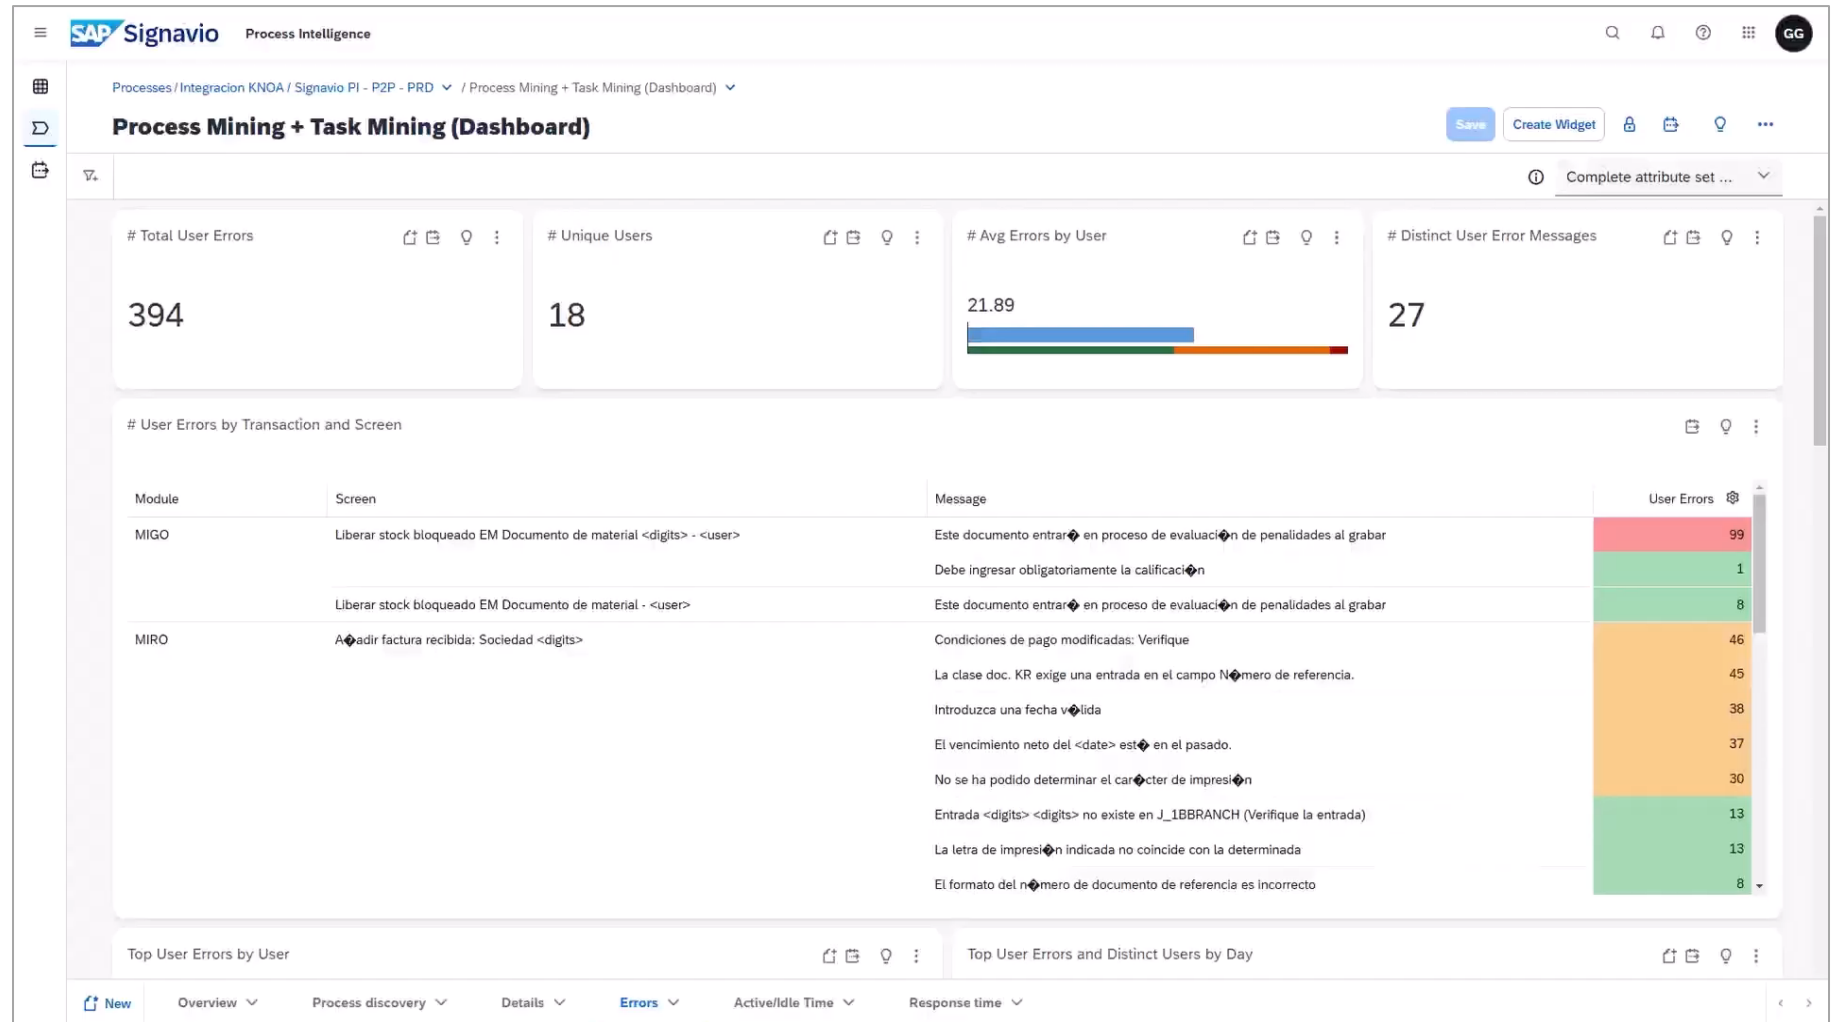 SAP Signavio Process Intelligence GG
Processes / Integracion KNOA / Signavio PI - P2P - PRD / Process Mining + Task Mining (Dashboard)
Process Mining + Task Mining (Dashboard)
Save Create Widget
Complete attribute set ...
# Total User Errors
394
# Unique Users
18
# Avg Errors by User
21.89
# Distinct User Error Messages
27
# User Errors by Transaction and Screen
Module Screen Message User Errors
MIGO Liberar stock bloqueado EM Documento de material <digits> - <user> Este documento entrar� en proceso de evaluaci�n de penalidades al grabar 99
Debe ingresar obligatoriamente la calificaci�n 1
Liberar stock bloqueado EM Documento de material - <user> Este documento entrar� en proceso de evaluaci�n de penalidades al grabar 8
MIRO A�adir factura recibida: Sociedad <digits> Condiciones de pago modificadas: Verifique 46
La clase doc. KR exige una entrada en el campo N�mero de referencia. 45
Introduzca una fecha v�lida 38
El vencimiento neto del <date> est� en el pasado. 37
No se ha podido determinar el car�cter de impresi�n 30
Entrada <digits> <digits> no existe en J_1BBRANCH (Verifique la entrada) 13
La letra de impresi�n indicada no coincide con la determinada 13
El formato del n�mero de documento de referencia es incorrecto 8
Top User Errors by User
Top User Errors and Distinct Users by Day
New Overview Process discovery Details Errors Active/Idle Time Response time